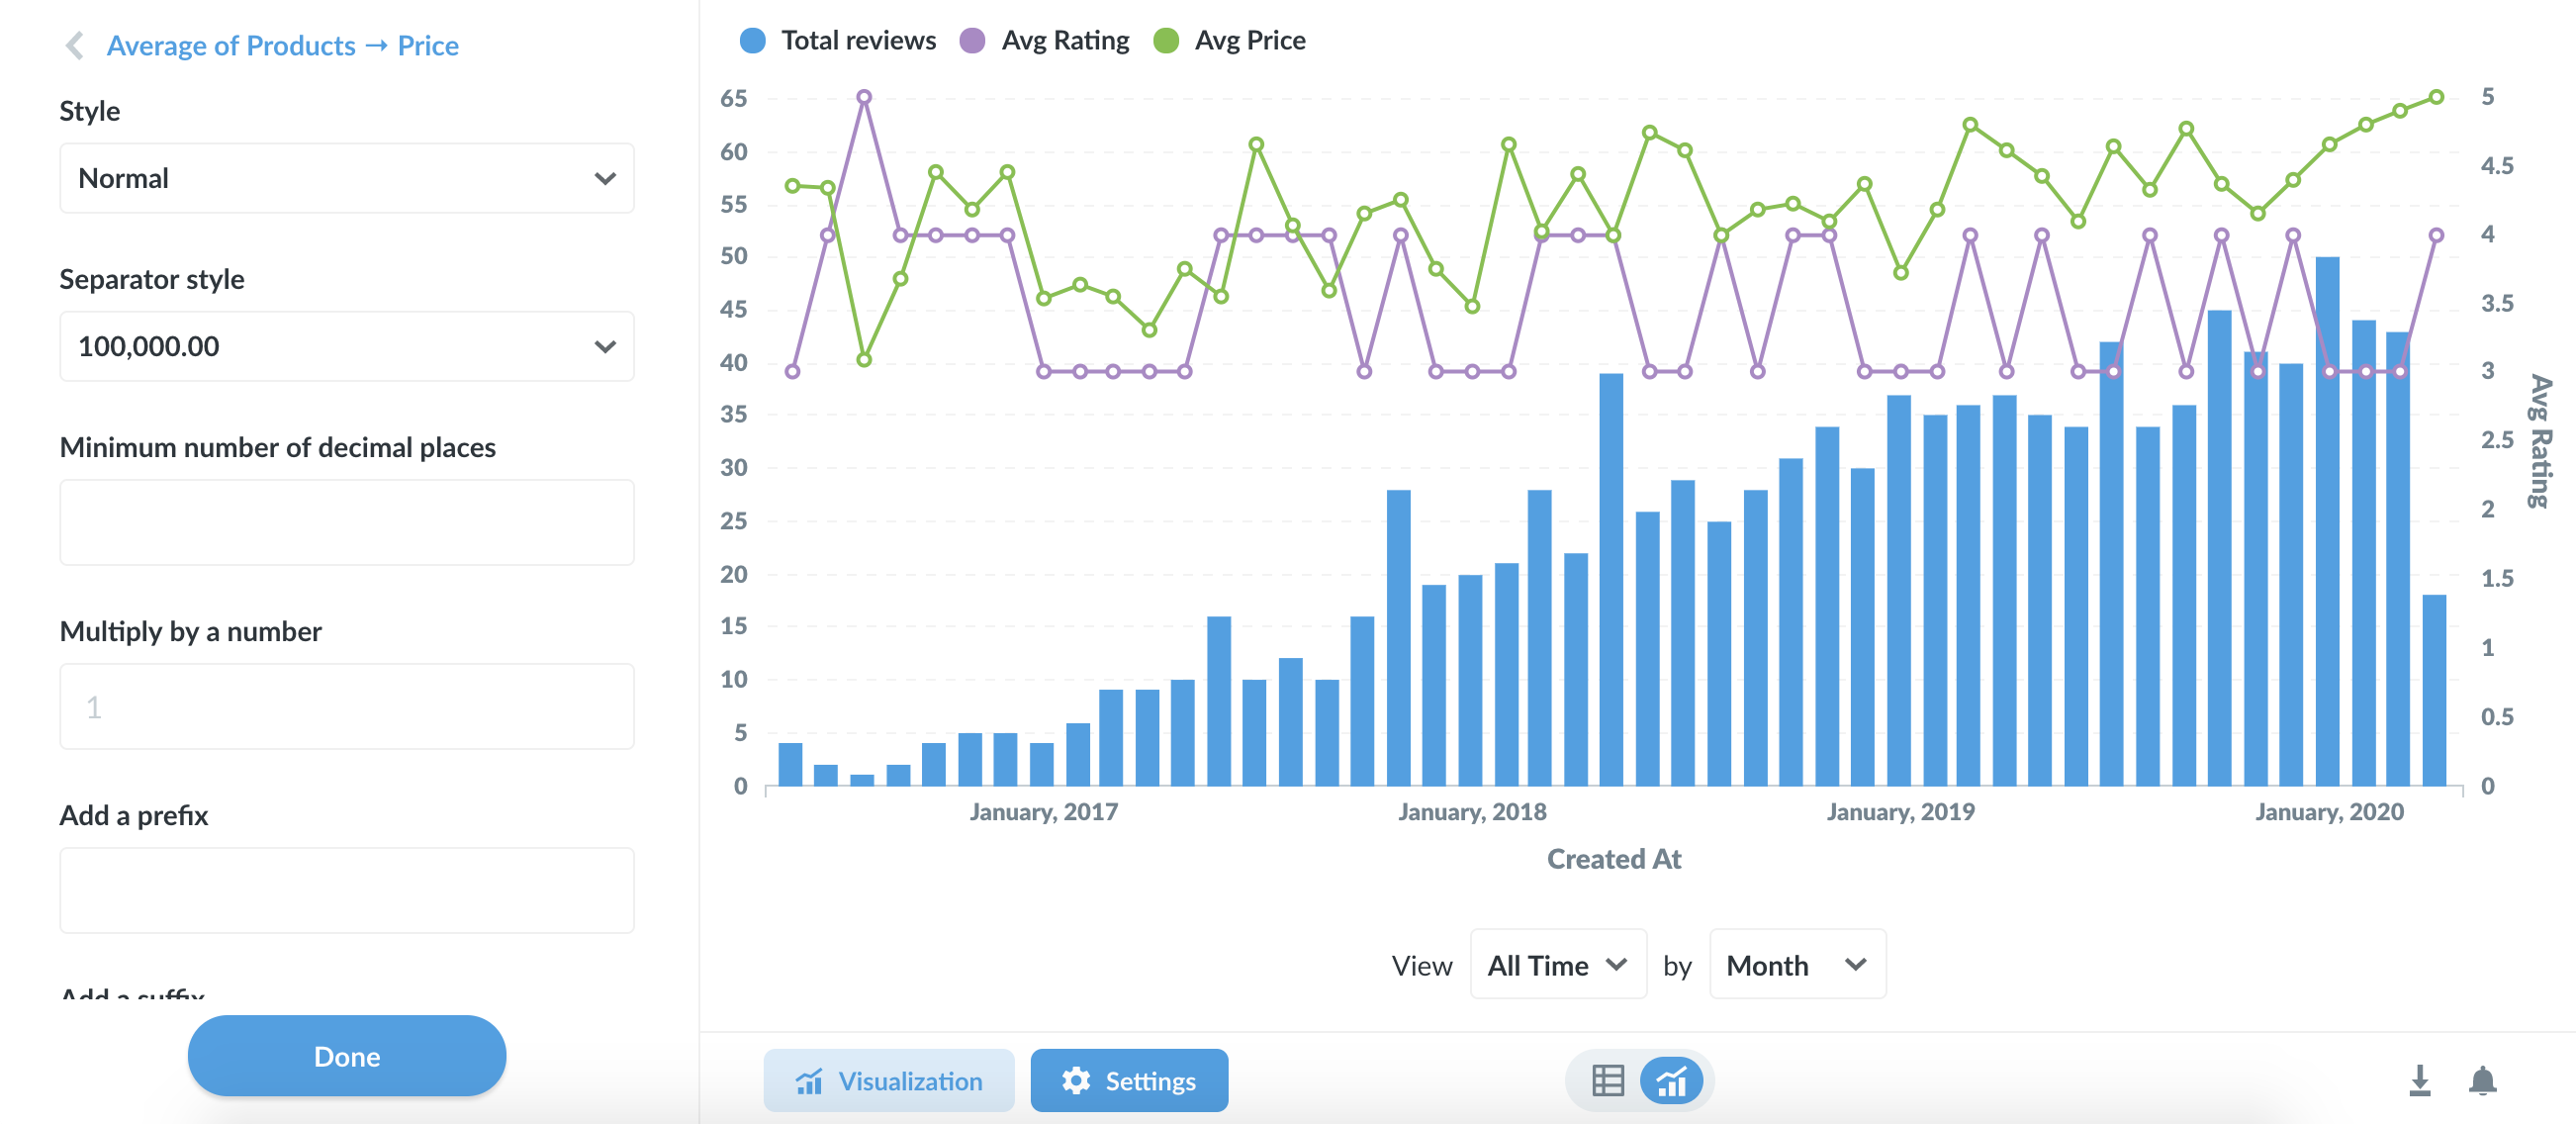 Average of Products → Price
Style
Normal
Separator style
100,000.00
Minimum number of decimal places
Multiply by a number
1
Add a prefix
Add a suffix
Done
Total reviews Avg Rating Avg Price
65
60
55
50
45
40
35
30
25
20
15
10
5
0
5
4.5
4
3.5
3
2.5
2
1.5
1
0.5
0
Avg Rating
January, 2017 January, 2018 January, 2019 January, 2020
Created At
View All Time by Month
Visualization Settings